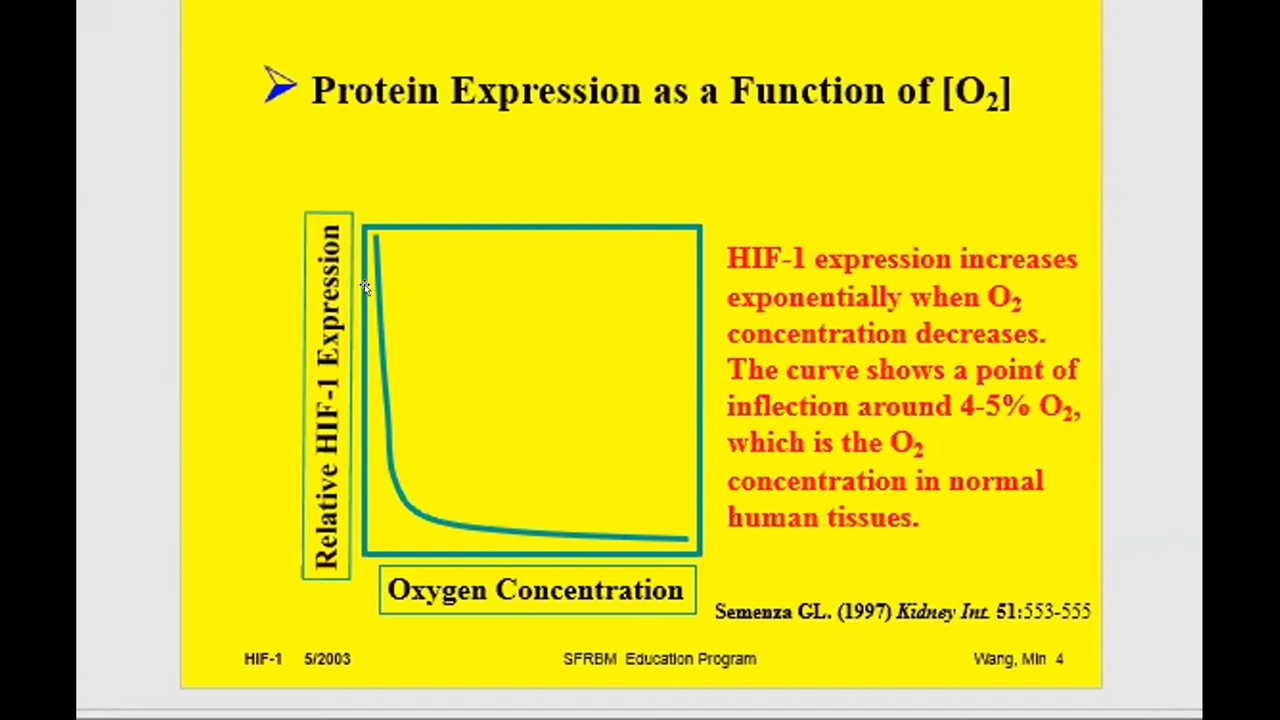 Protein Expression as a Function of [O₂]
Relative HIF-1 Expression
HIF-1 expression increases
exponentially when O₂
concentration decreases.
The curve shows a point of
inflection around 4-5% O₂,
which is the O₂
concentration in normal
human tissues.
Oxygen Concentration
Semenza GL. (1997) Kidney Int. 51:553-555
HIF-1 5/2003 SFRBM Education Program Wang, Min 4